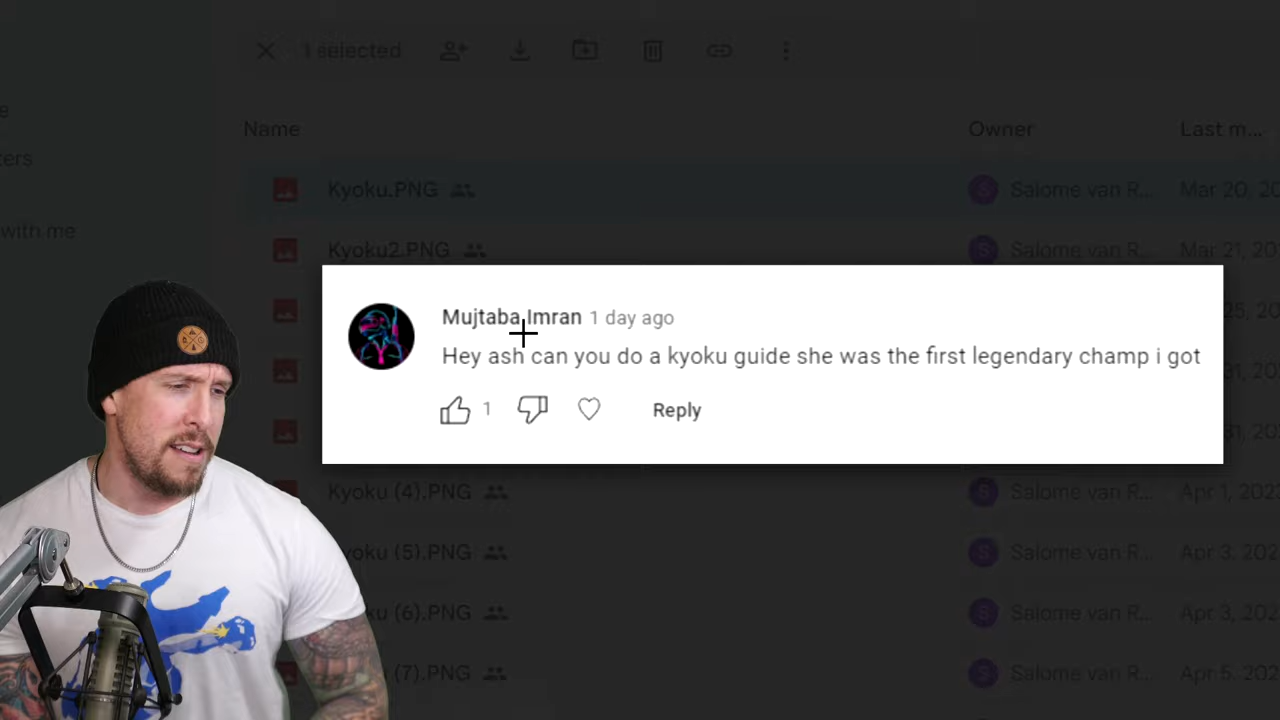 1 selected
with me
Name
Owner
Last m...
Kyoku.PNG
Salome van R...
Mar 20, 20
Kyoku2.PNG
Salome van R...
Mar 21, 20
Mujtaba Imran 1 day ago
Hey ash can you do a kyoku guide she was the first legendary champ i got
1
Reply
Kyoku (4).PNG
Salome van R...
Apr 1, 202
yoku (5).PNG
Salome van R...
Apr 3, 202
ku (6).PNG
Salome van R...
Apr 3, 202
(7).PNG
Salome van R...
Apr 5, 202